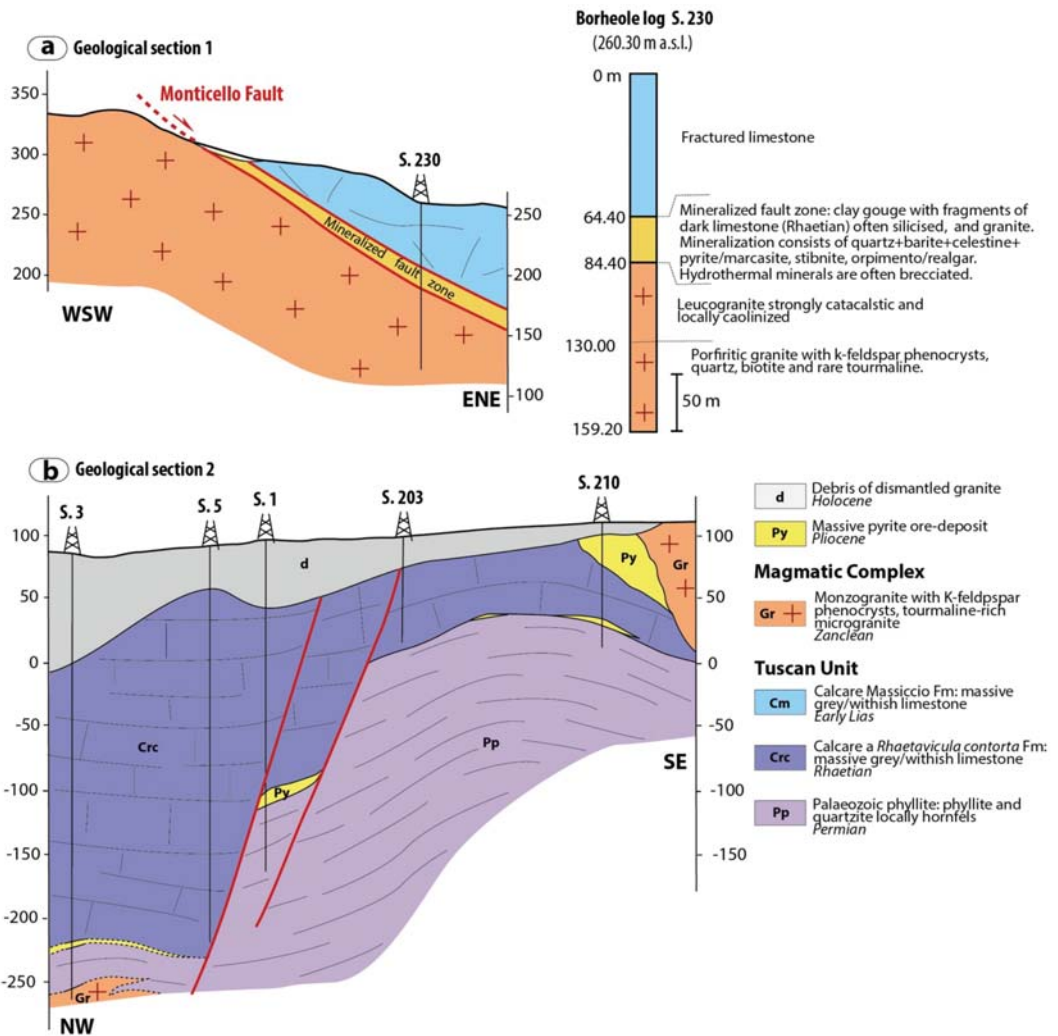 a Geological section 1
Monticello Fault
S. 230
350
300
250
200
250
200
150
100
Mineralized fault zone
WSW
ENE
Borheole log S. 230
(260.30 m a.s.l.)
0 m
Fractured limestone
64.40
Mineralized fault zone: clay gouge with fragments of
dark limestone (Rhaetian) often silicised, and granite.
Mineralization consists of quartz+barite+celestine+
pyrite/marcasite, stibnite, orpimento/realgar.
Hydrothermal minerals are often brecciated.
84.40
Leucogranite strongly catacalstic and
locally caolinized
130.00
Porfiritic granite with k-feldspar phenocrysts,
quartz, biotite and rare tourmaline.
50 m
159.20
b Geological section 2
S. 3
S. 5
S. 1
S. 203
S. 210
100
50
0
-50
-100
-150
-200
-250
100
50
0
-50
-100
-150
d
Py
Gr
Crc
Pp
Py
Gr
NW
SE
d
Debris of dismantled granite
Holocene
Py
Massive pyrite ore-deposit
Pliocene
Magmatic Complex
Gr
Monzogranite with K-feldpspar
phenocrysts, tourmaline-rich
microgranite
Zanclean
Tuscan Unit
Cm
Calcare Massiccio Fm: massive
grey/withish limestone
Early Lias
Crc
Calcare a Rhaetavicula contorta Fm:
massive grey/withish limestone
Rhaetian
Pp
Palaeozoic phyllite: phyllite and
quartzite locally hornfels
Permian